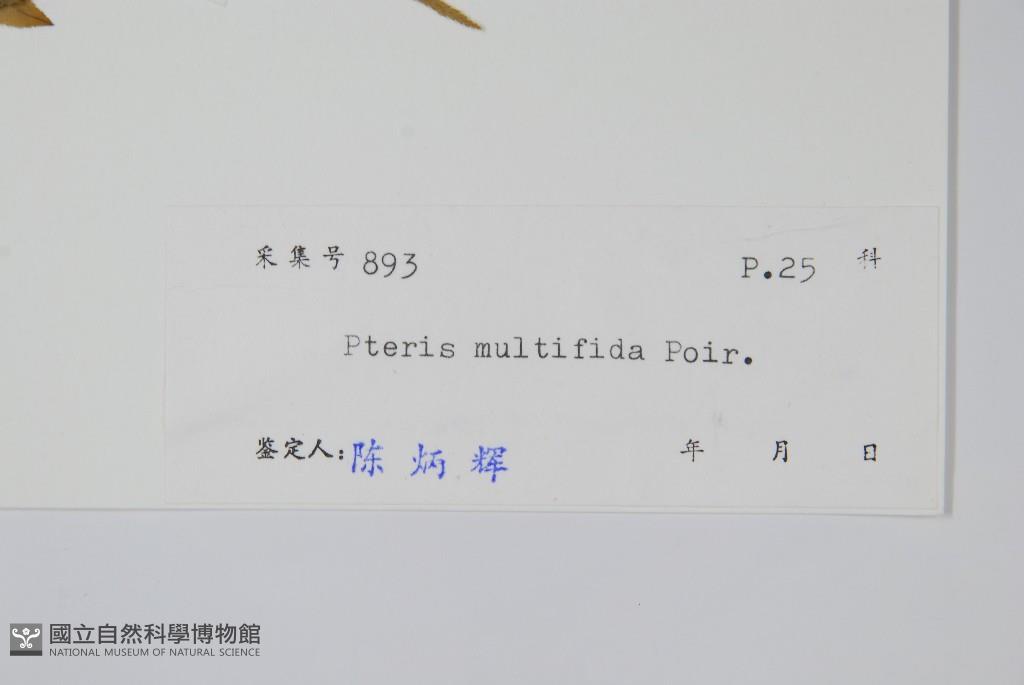 采集号 893 P.25 科
Pteris multifida Poir.
鉴定人: 陈炳辉 年 月 日
國立自然科學博物館
NATIONAL MUSEUM OF NATURAL SCIENCE